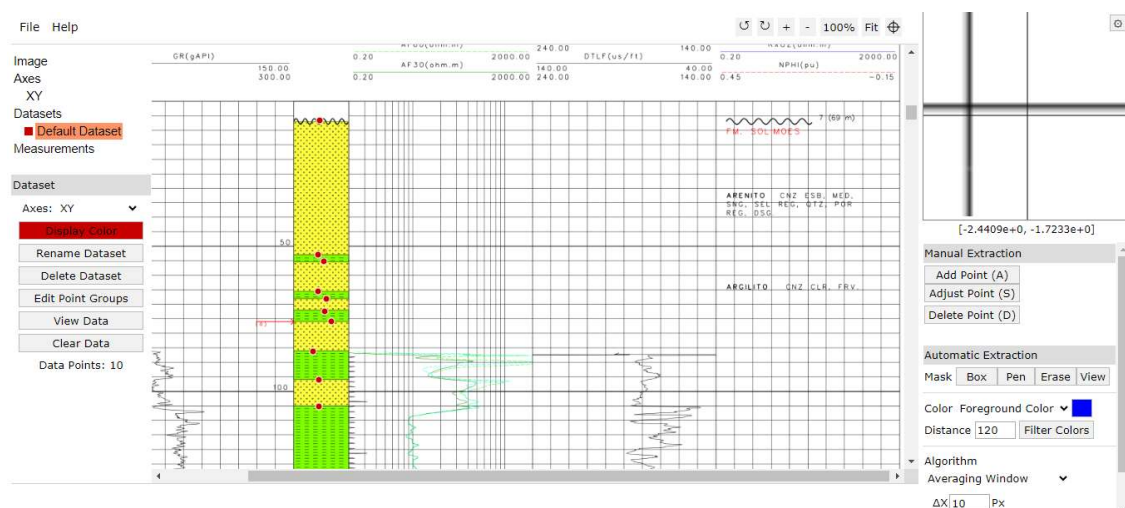 File Help
100% Fit
Image
Axes
XY
Datasets
Default Dataset
Measurements
Dataset
Axes: XY
Display Color
Rename Dataset
Delete Dataset
Edit Point Groups
View Data
Clear Data
Data Points: 10
GR(gAPI)
150.00
300.00
0.20 2000.00
AF30(ohm.m)
0.20 2000.00
240.00 DTLF(us/ft) 140.00
140.00 40.00
240.00 140.00
0.20 2000.00
NPHI(pu)
0.45 -0.15
7 (69 m)
FM. SOLIMOES
ARENITO CNZ ESB, MED,
SNG, SEL REG, QTZ, POR
REG, DSG.
50
ARGILITO CNZ CLR, FRV.
100
[-2.4409e+0, -1.7233e+0]
Manual Extraction
Add Point (A)
Adjust Point (S)
Delete Point (D)
Automatic Extraction
Mask Box Pen Erase View
Color Foreground Color
Distance 120 Filter Colors
Algorithm
Averaging Window
ΔX 10 Px